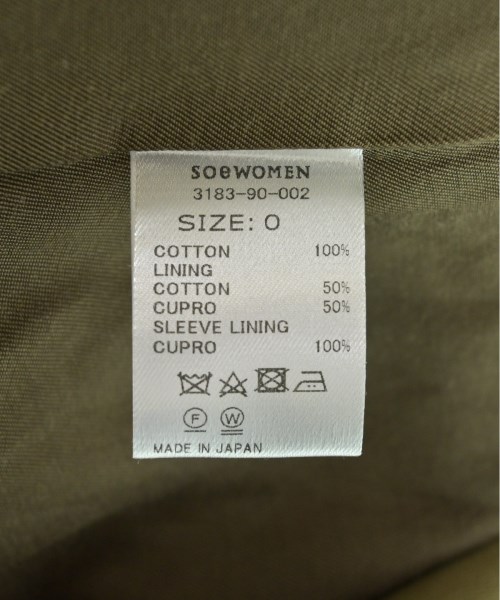 soeWOMEN
3183-90-002
SIZE: 0
COTTON 100%
LINING
COTTON 50%
CUPRO 50%
SLEEVE LINING
CUPRO 100%
F W
MADE IN JAPAN